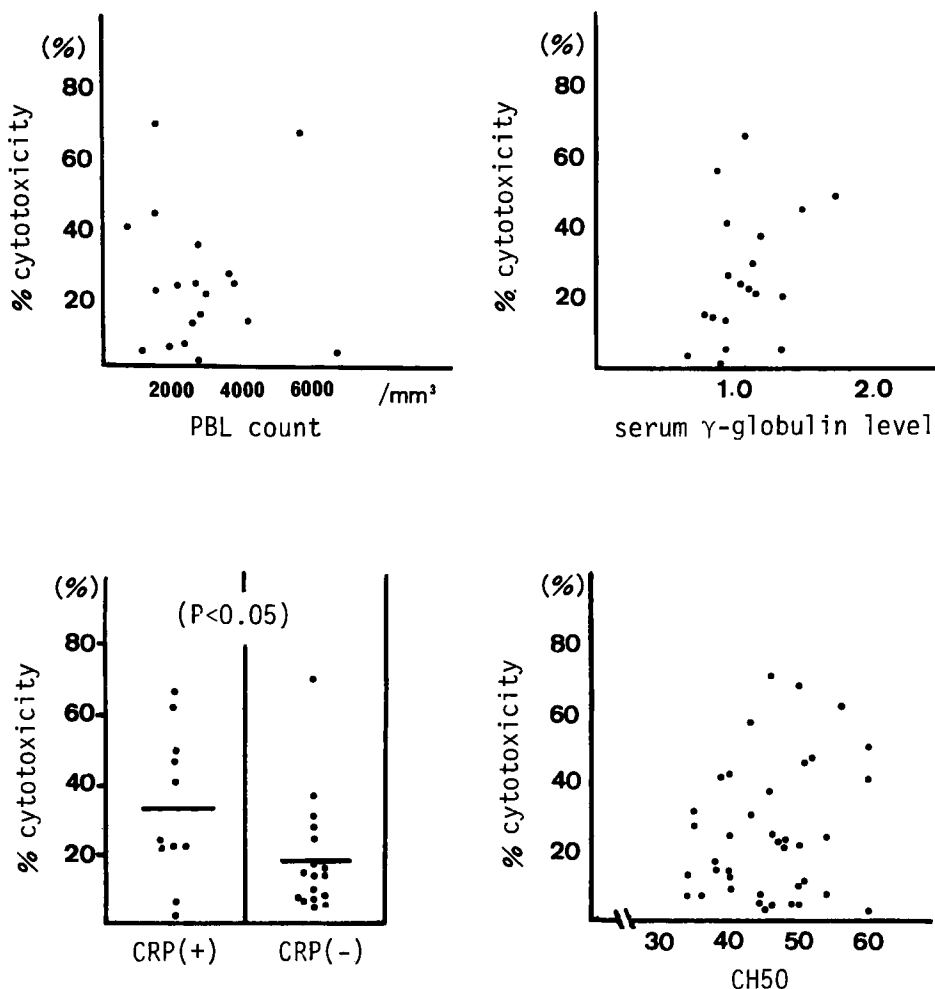 (%)
80
60
40
20
% cytotoxicity
2000 4000 6000 /mm³
PBL count
(%)
80
60
40
20
% cytotoxicity
1.0 2.0
serum γ-globulin level
(%)
80
60
40
20
% cytotoxicity
(P<0.05)
CRP(+) CRP(-)
(%)
80
60
40
20
% cytotoxicity
30 40 50 60
CH50